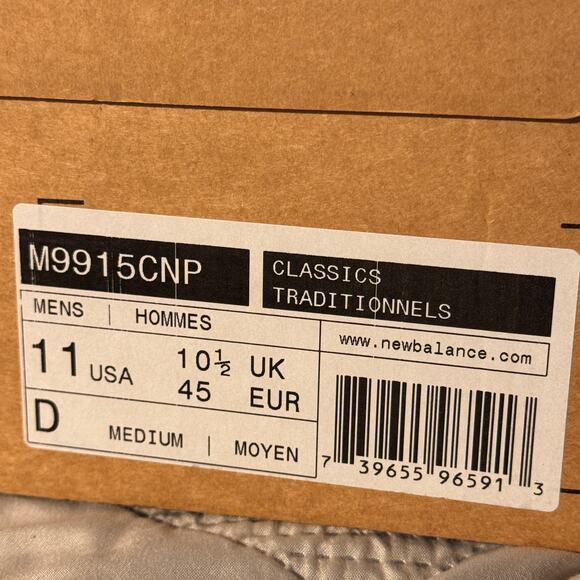 M9915CNP
CLASSICS
TRADITIONNELS
MENS | HOMMES
www.newbalance.com
11 USA 10½ UK
45 EUR
D MEDIUM | MOYEN
7 39655 96591 3